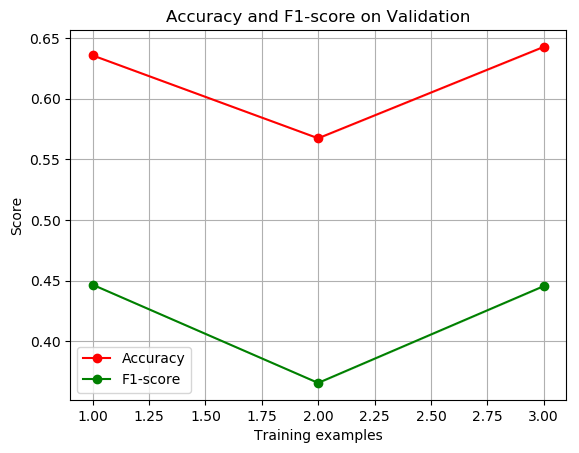 Accuracy and F1-score on Validation
0.65
0.60
0.55
0.50
0.45
0.40
Score
Accuracy
F1-score
1.00 1.25 1.50 1.75 2.00 2.25 2.50 2.75 3.00
Training examples